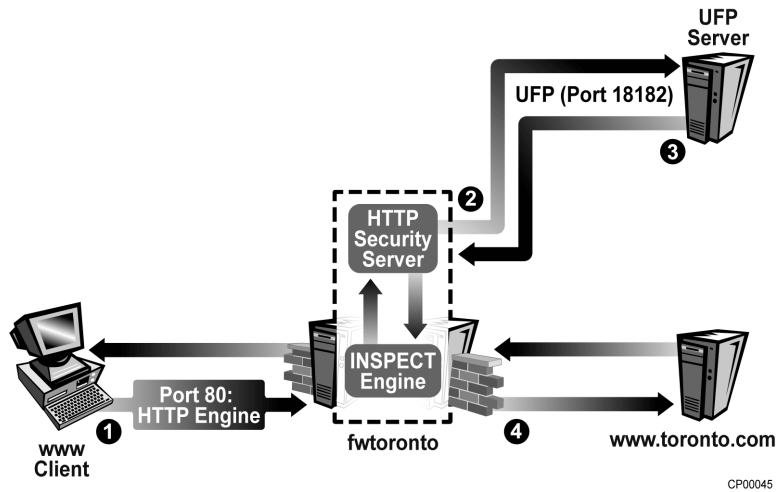 UFP
Server
UFP (Port 18182)
3
2
HTTP
Security
Server
INSPECT
Engine
Port 80:
HTTP Engine
1
www
Client
fwtoronto
4
www.toronto.com
CP00045